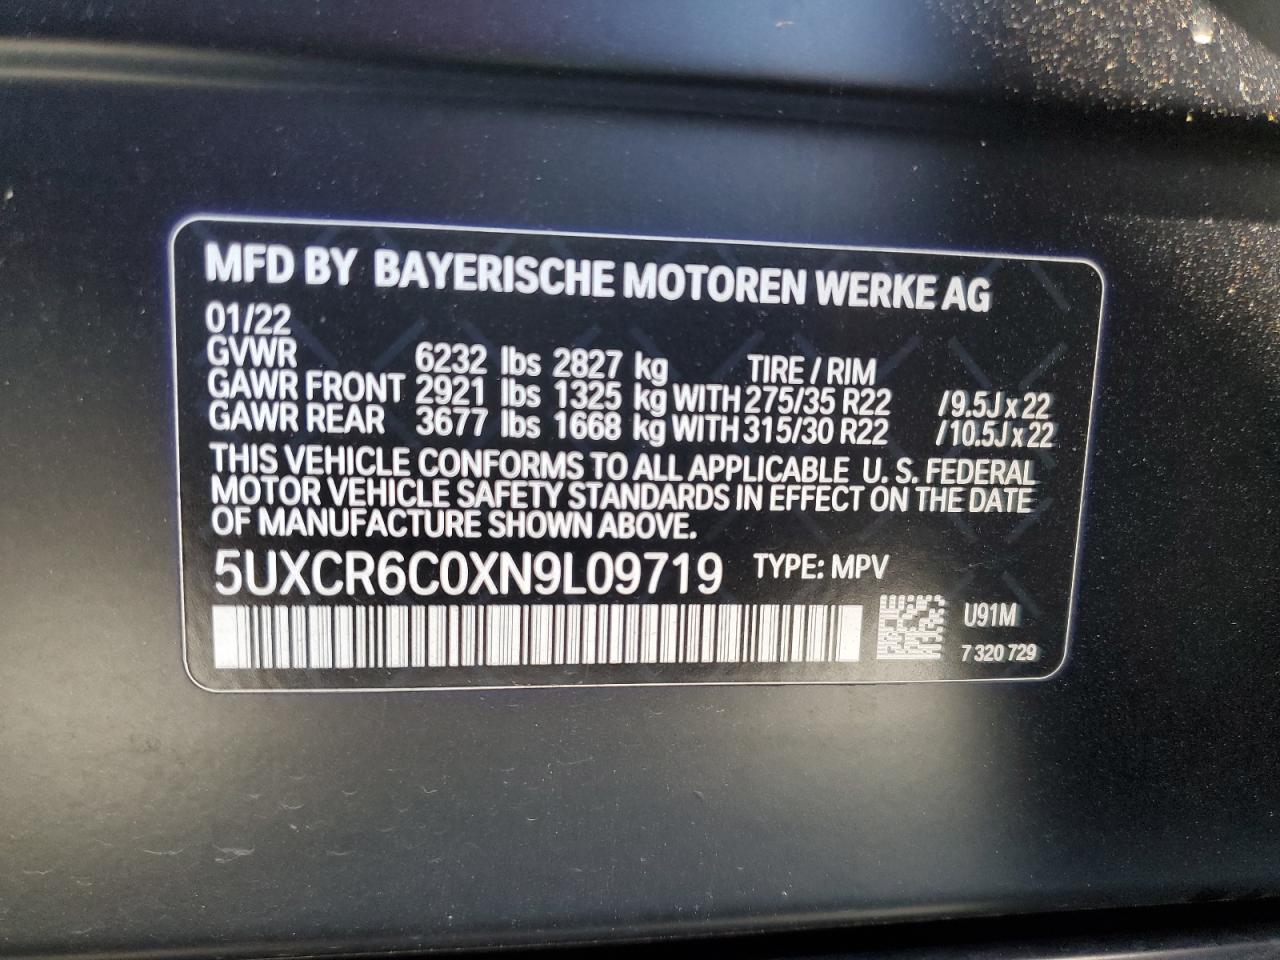 MFD BY BAYERISCHE MOTOREN WERKE AG
01/22
GVWR 6232 lbs 2827 kg TIRE / RIM
GAWR FRONT 2921 lbs 1325 kg WITH 275/35 R22 /9.5J x 22
GAWR REAR 3677 lbs 1668 kg WITH 315/30 R22 /10.5J x 22
THIS VEHICLE CONFORMS TO ALL APPLICABLE U. S. FEDERAL
MOTOR VEHICLE SAFETY STANDARDS IN EFFECT ON THE DATE
OF MANUFACTURE SHOWN ABOVE.
5UXCR6C0XN9L09719 TYPE: MPV
U91M
7 320 729